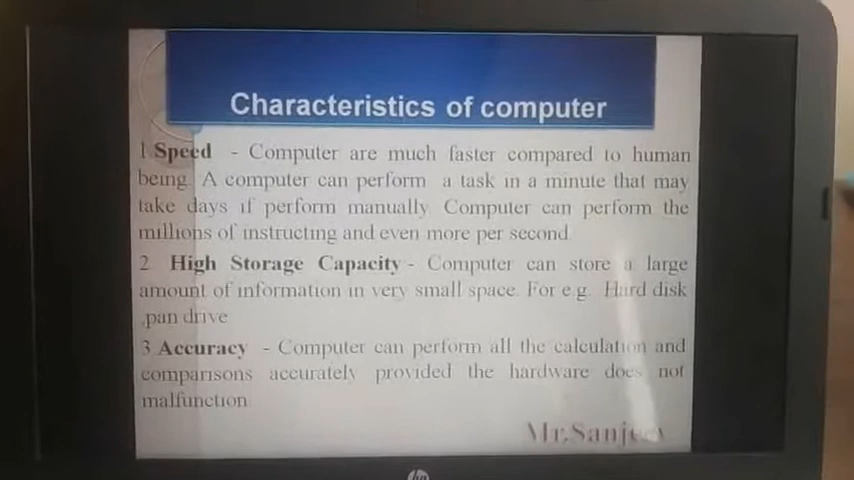 Characteristics of computer
1 Speed - Computer are much faster compared to human
being. A computer can perform a task in a minute that may
take days if perform manually. Computer can perform the
millions of instructing and even more per second.
2 High Storage Capacity - Computer can store a large
amount of information in very small space. For e.g. Hard disk
,pan drive
3 Accuracy - Computer can perform all the calculation and
comparisons accurately provided the hardware does not
malfunction
Mr.Sanjeev
hp